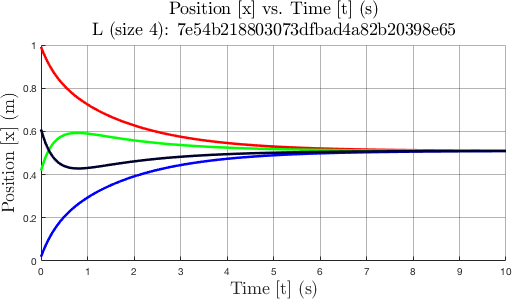 Position [x] vs. Time [t] (s)
L (size 4): 7e54b218803073dfbad4a82b20398e65
Position [x] (m)
1
0.8
0.6
0.4
0.2
0
0 1 2 3 4 5 6 7 8 9 10
Time [t] (s)